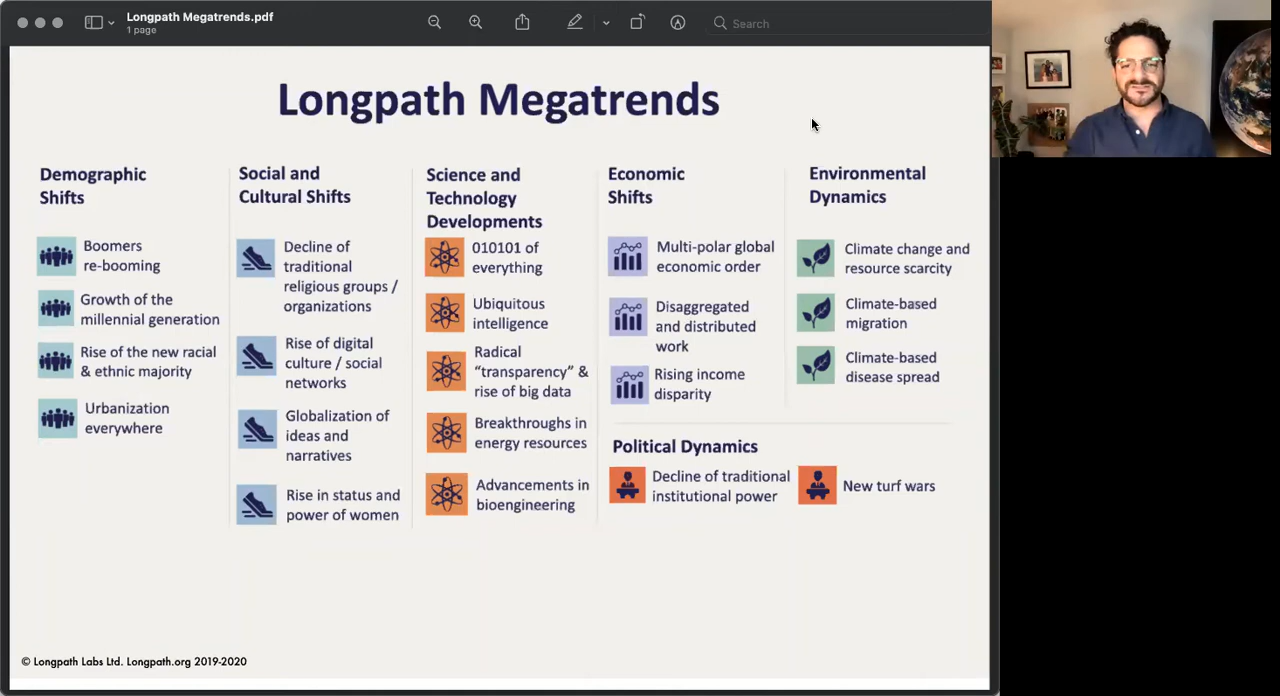 Longpath Megatrends.pdf
1 page
Search
Longpath Megatrends
Demographic
Shifts
Boomers
re-booming
Growth of the
millennial generation
Rise of the new racial
& ethnic majority
Urbanization
everywhere
Social and
Cultural Shifts
Decline of
traditional
religious groups /
organizations
Rise of digital
culture / social
networks
Globalization of
ideas and
narratives
Rise in status and
power of women
Science and
Technology
Developments
010101 of
everything
Ubiquitous
intelligence
Radical
“transparency” &
rise of big data
Breakthroughs in
energy resources
Advancements in
bioengineering
Economic
Shifts
Multi-polar global
economic order
Disaggregated
and distributed
work
Rising income
disparity
Environmental
Dynamics
Climate change and
resource scarcity
Climate-based
migration
Climate-based
disease spread
Political Dynamics
Decline of traditional
institutional power
New turf wars
© Longpath Labs Ltd. Longpath.org 2019-2020